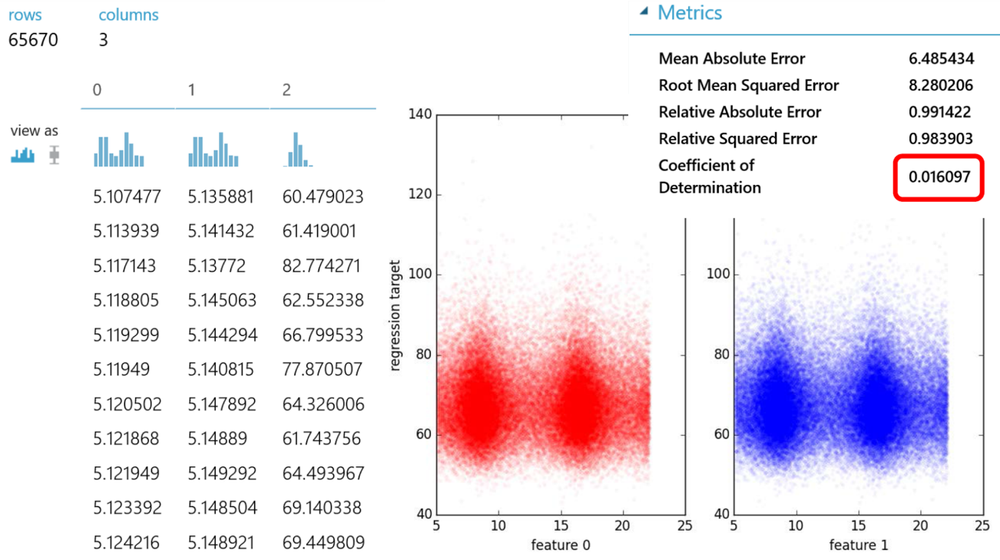 rows columns
65670 3
0 1 2
view as
5.107477 5.135881 60.479023
5.113939 5.141432 61.419001
5.117143 5.13772 82.774271
5.118805 5.145063 62.552338
5.119299 5.144294 66.799533
5.11949 5.140815 77.870507
5.120502 5.147892 64.326006
5.121868 5.14889 61.743756
5.121949 5.149292 64.493967
5.123392 5.148504 69.140338
5.124216 5.148921 69.449809
Metrics
Mean Absolute Error 6.485434
Root Mean Squared Error 8.280206
Relative Absolute Error 0.991422
Relative Squared Error 0.983903
Coefficient of
Determination 0.016097
140
120
100
80
60
40
regression target
5 10 15 20 25
feature 0
100
80
60
40
5 10 15 20 25
feature 1